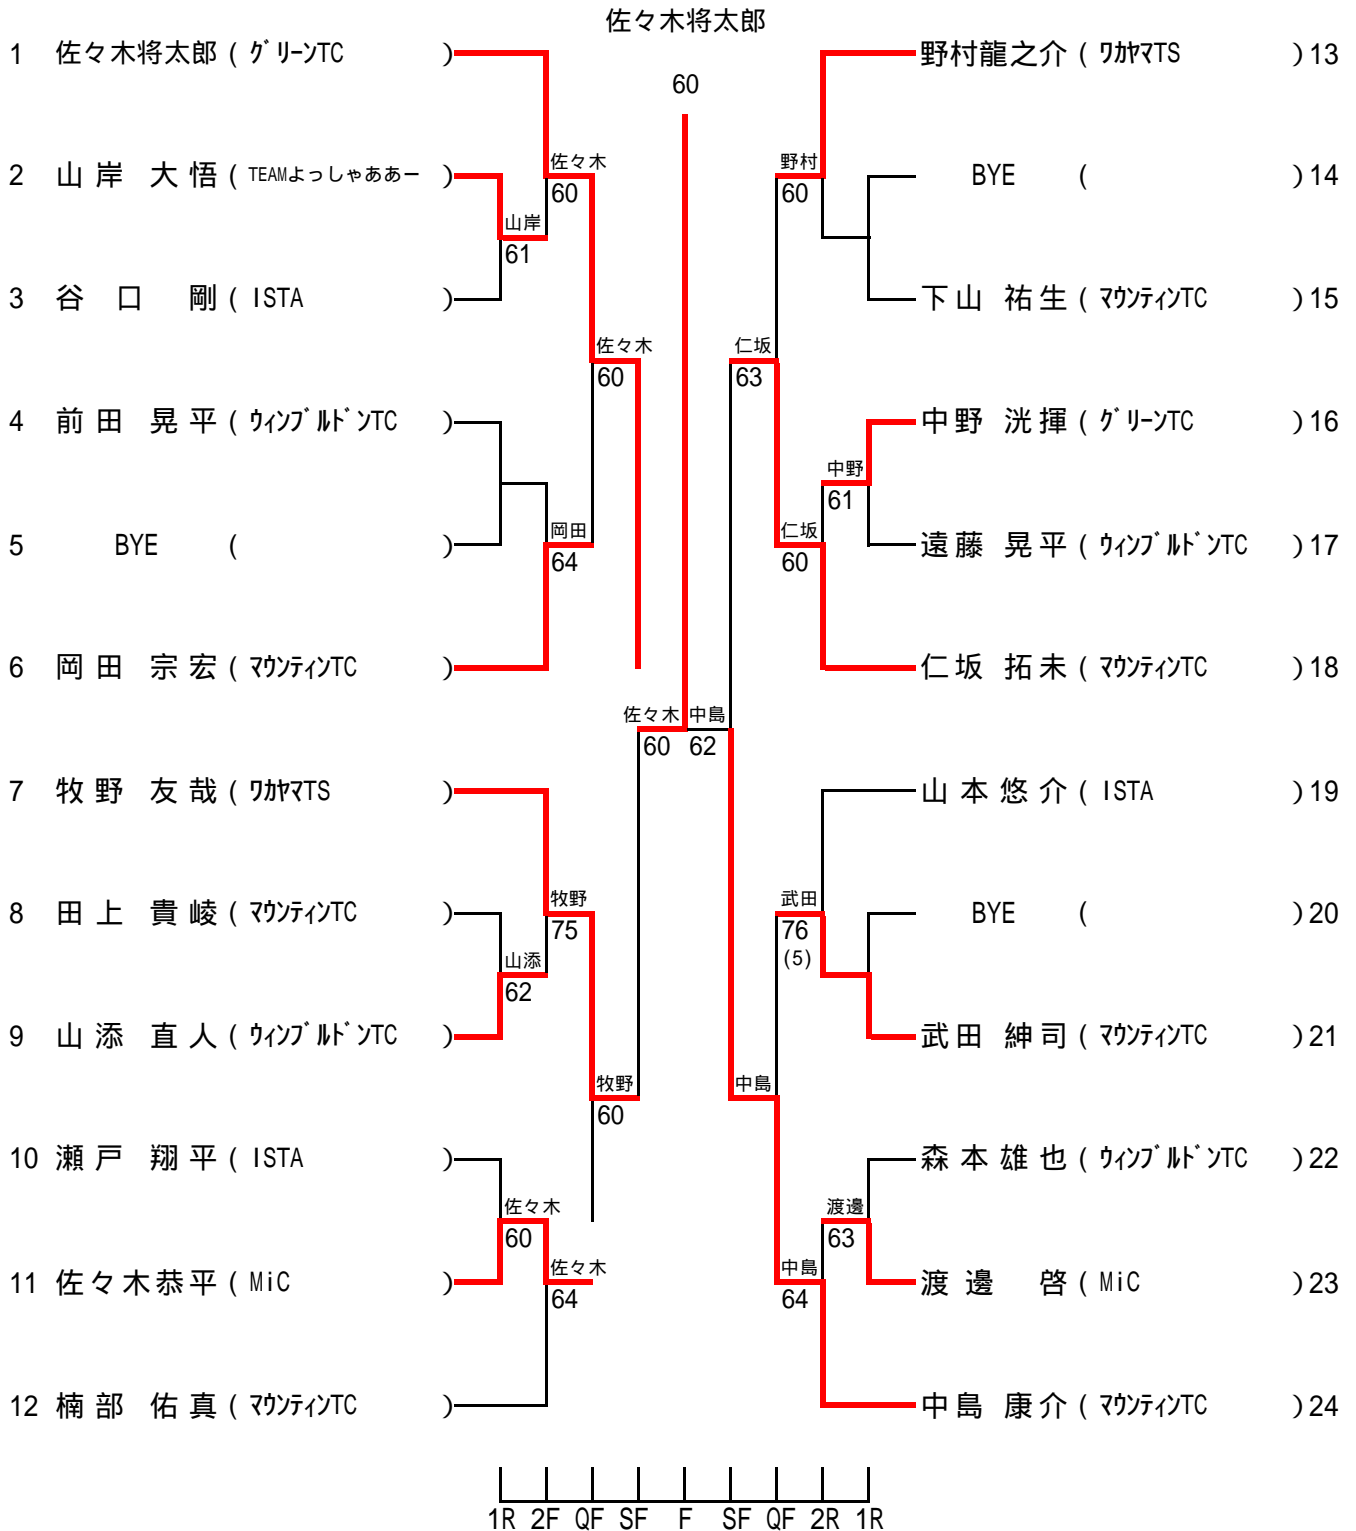 佐々木将太郎
1 佐々木将太郎 ( グリーンTC ) 野村龍之介 ( ワカヤマTS ) 13
60
佐々木 野村
2 山岸 大悟 ( TEAMよっしゃああー ) 60 60 BYE ( ) 14
山岸
61
3 谷口 剛 ( ISTA ) 下山 祐生 ( マウンティンTC ) 15
佐々木 仁坂
60 63
4 前田 晃平 ( ウィンブルドンTC ) 中野 洸揮 ( グリーンTC ) 16
中野
61
岡田 仁坂
5 BYE ( ) 64 60 遠藤 晃平 ( ウィンブルドンTC ) 17
6 岡田 宗宏 ( マウンティンTC ) 仁坂 拓未 ( マウンティンTC ) 18
佐々木 中島
60 62
7 牧野 友哉 ( ワカヤマTS ) 山本悠介 ( ISTA ) 19
牧野 武田
8 田上 貴崚 ( マウンティンTC ) 75 76 BYE ( ) 20
山添 (5)
62
9 山添 直人 ( ウィンブルドンTC ) 武田 紳司 ( マウンティンTC ) 21
牧野 中島
60
10 瀬戸 翔平 ( ISTA ) 森本雄也 ( ウィンブルドンTC ) 22
佐々木 渡邊
60 63
佐々木 中島
11 佐々木恭平 ( MiC ) 64 64 渡邊 啓 ( MiC ) 23
12 楠部 佑真 ( マウンティンTC ) 中島 康介 ( マウンティンTC ) 24
1R 2F QF SF F SF QF 2R 1R